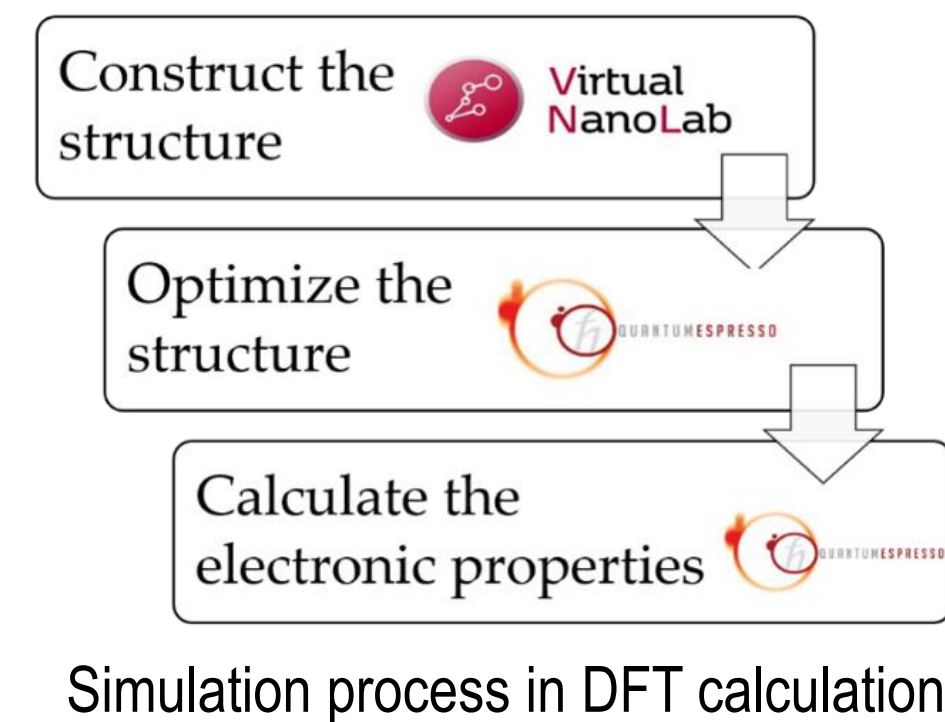 Construct the
structure
Virtual
NanoLab
Optimize the
structure
QUANTUMESPRESSO
Calculate the
electronic properties
QUANTUMESPRESSO
Simulation process in DFT calculation